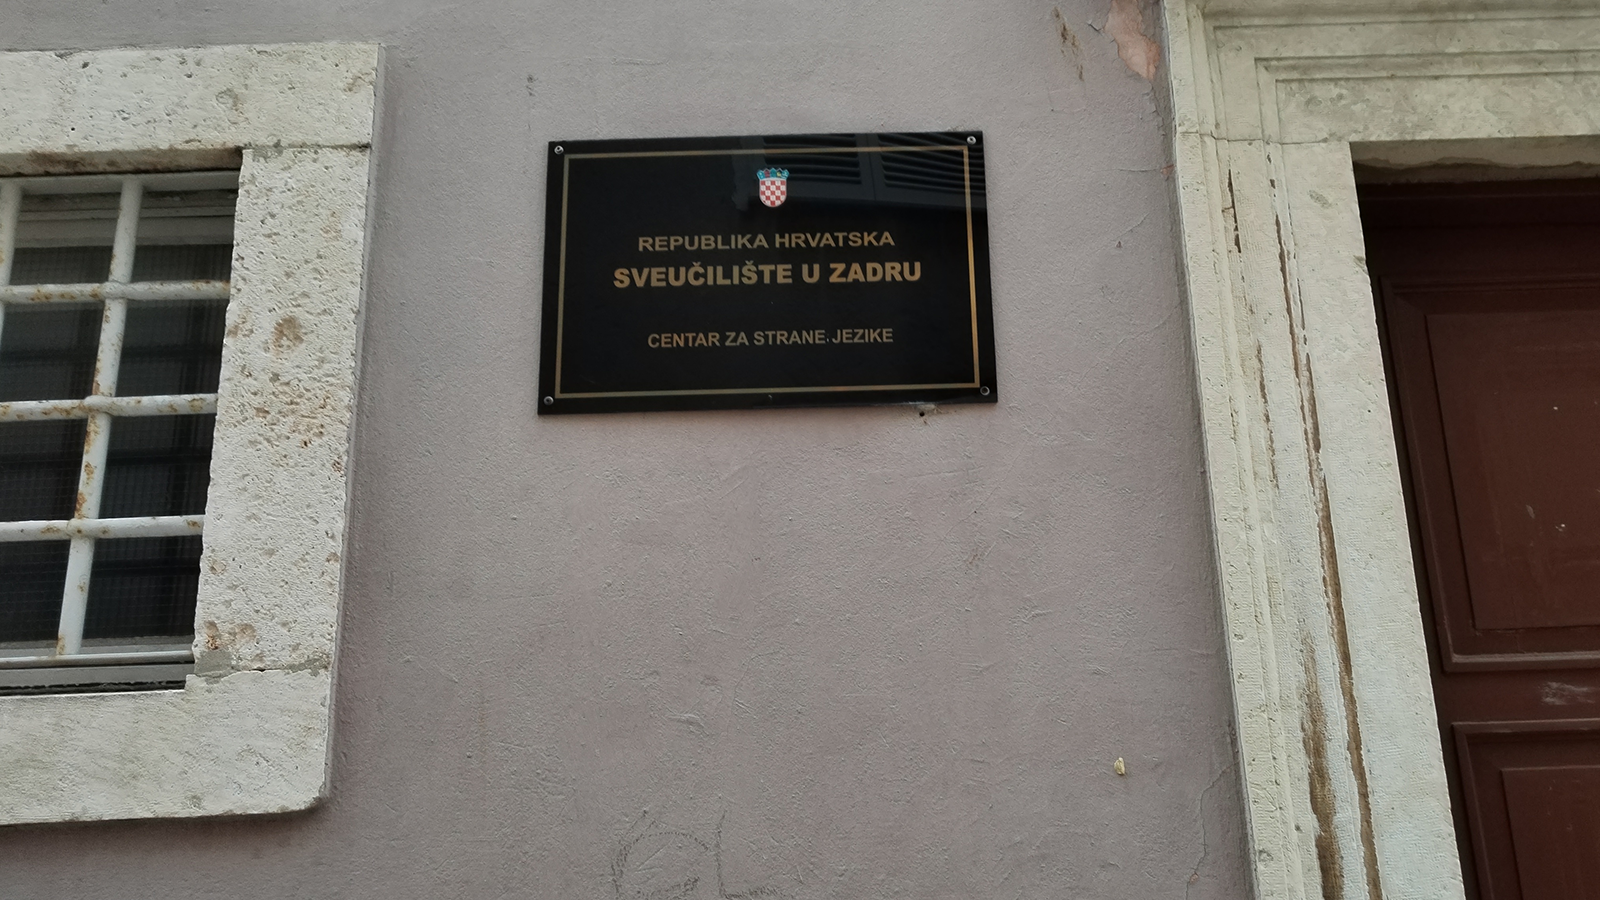 REPUBLIKA HRVATSKA
SVEUČILIŠTE U ZADRU
CENTAR ZA STRANE JEZIKE